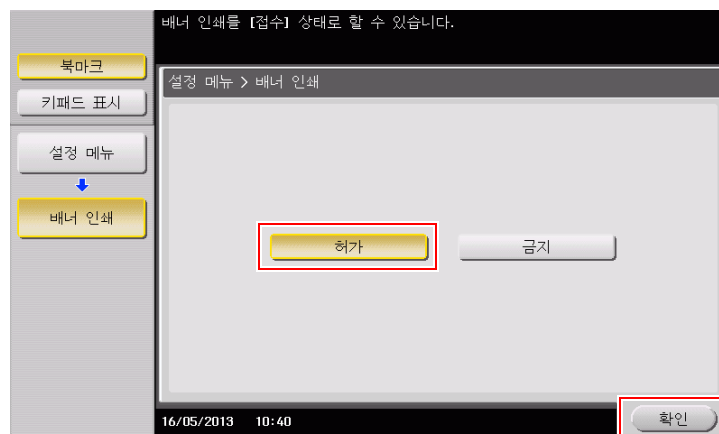 배너 인쇄를 [접수] 상태로 할 수 있습니다.
북마크
키패드 표시
설정 메뉴 > 배너 인쇄
설정 메뉴
배너 인쇄
허가
금지
16/05/2013 10:40
확인